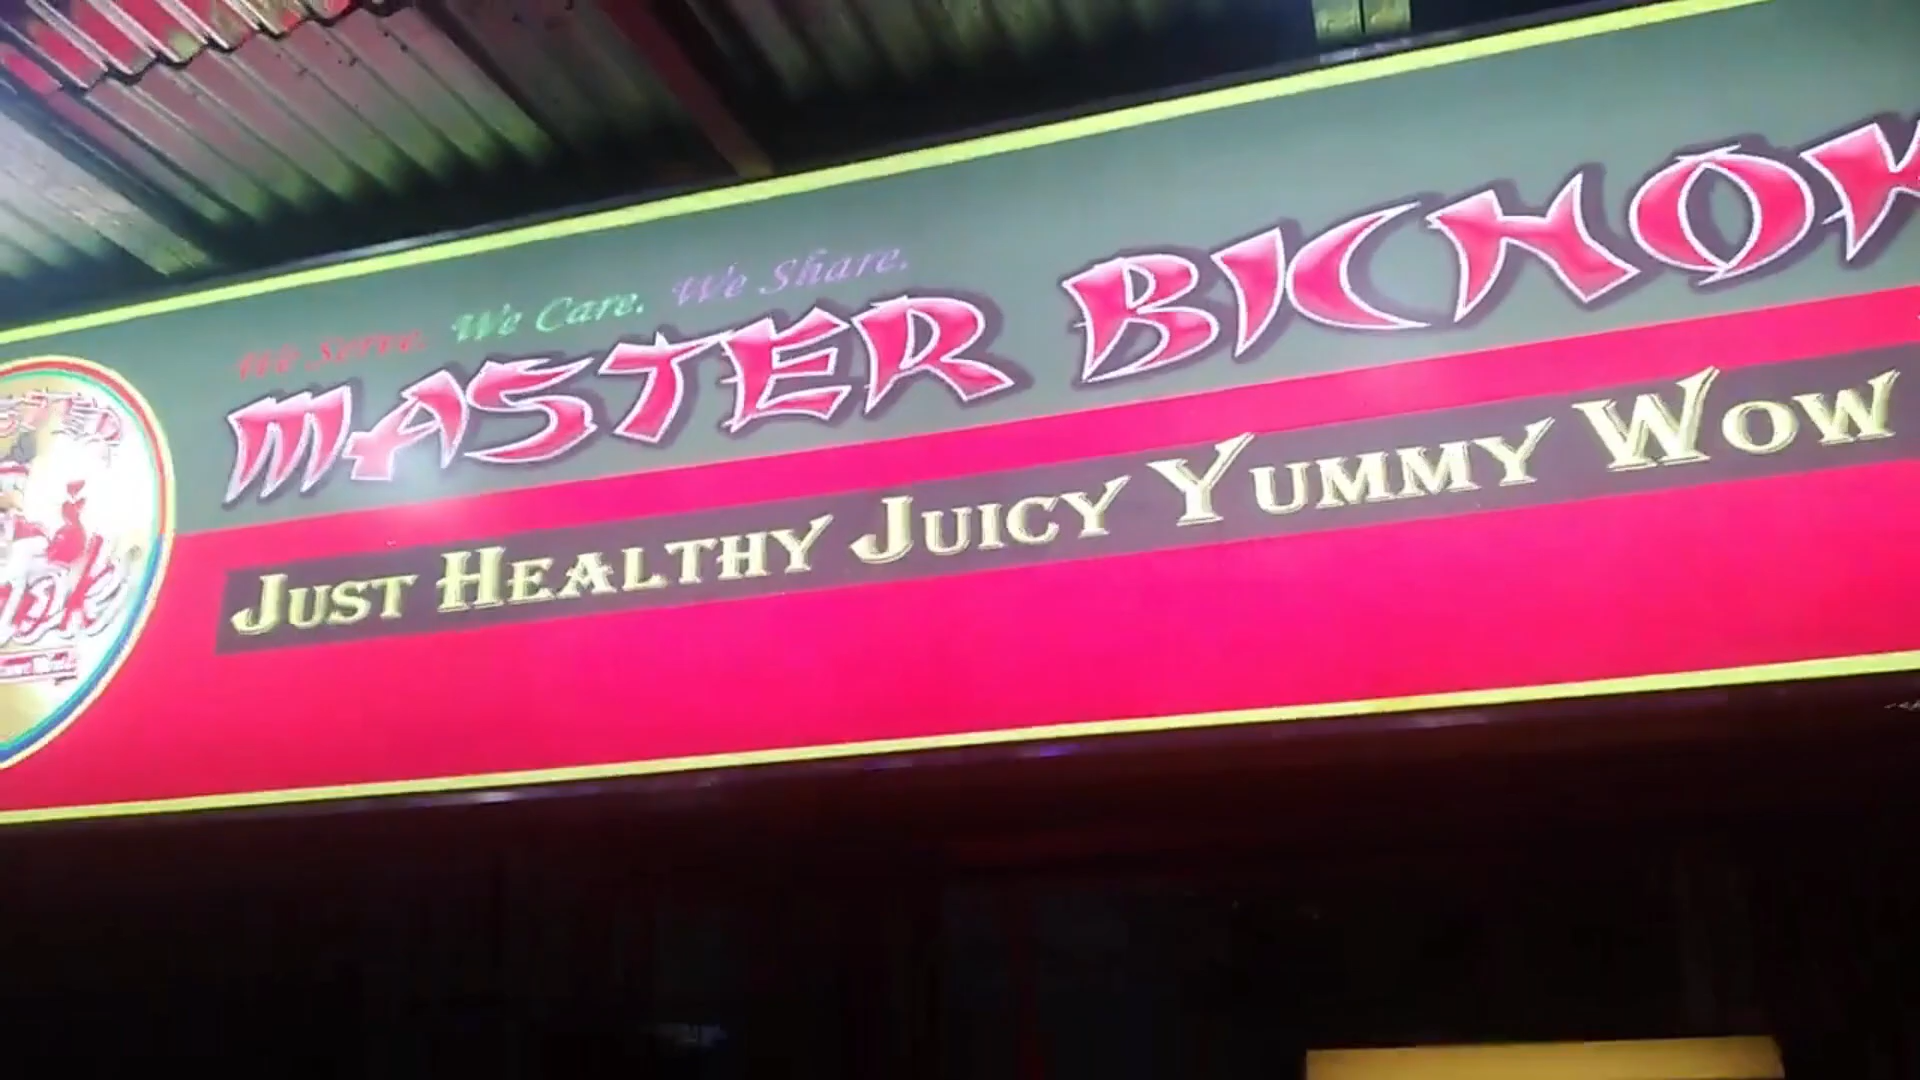 We Serve. We Care. We Share.
MASTER BICHOK
JUST HEALTHY JUICY YUMMY WOW